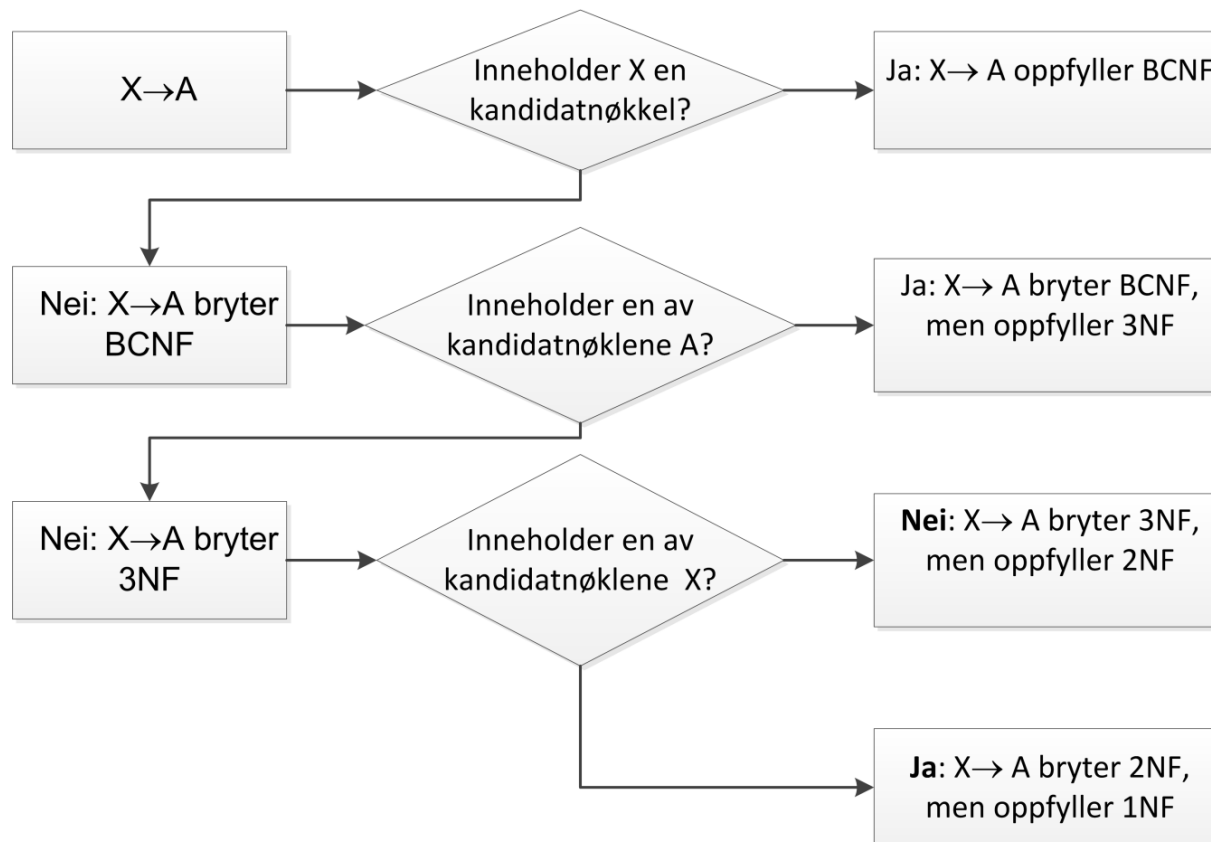 X→A
Inneholder X en
kandidatnøkkel?
Ja: X→ A oppfyller BCNF
Nei: X→A bryter
BCNF
Inneholder en av
kandidatnøklene A?
Ja: X→ A bryter BCNF,
men oppfyller 3NF
Nei: X→A bryter
3NF
Inneholder en av
kandidatnøklene X?
Nei: X→ A bryter 3NF,
men oppfyller 2NF
Ja: X→ A bryter 2NF,
men oppfyller 1NF